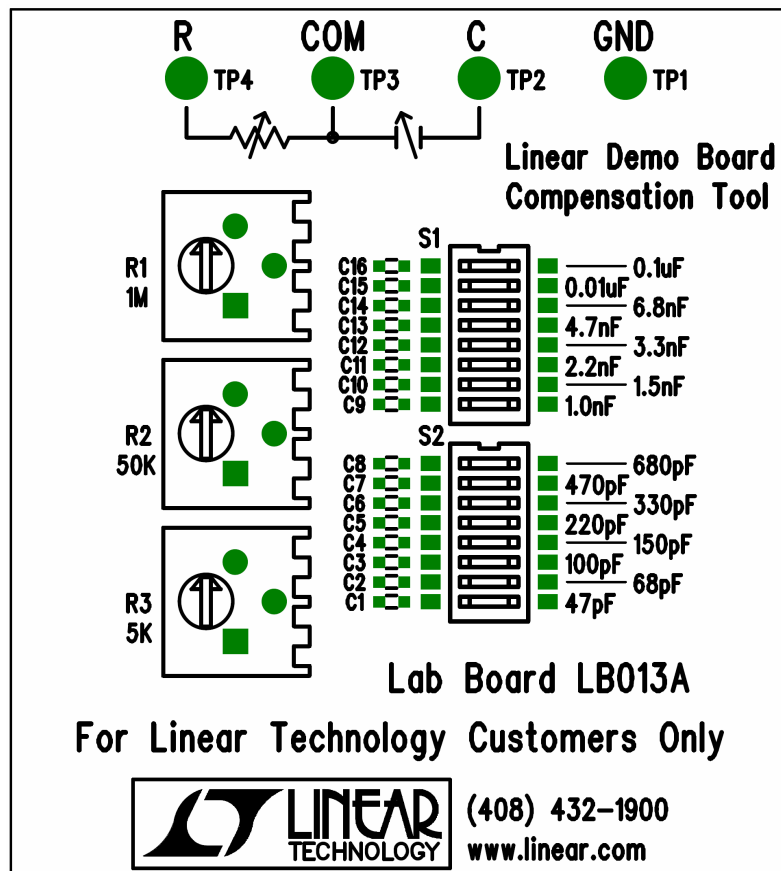 R COM C GND
TP4 TP3 TP2 TP1
Linear Demo Board
Compensation Tool
R1
1M
R2
50K
R3
5K
S1
C16 0.1uF
C15 0.01uF
C14 6.8nF
C13 4.7nF
C12 3.3nF
C11 2.2nF
C10 1.5nF
C9 1.0nF
S2
C8 680pF
C7 470pF
C6 330pF
C5 220pF
C4 150pF
C3 100pF
C2 68pF
C1 47pF
Lab Board LB013A
For Linear Technology Customers Only
LINEAR
TECHNOLOGY
(408) 432-1900
www.linear.com